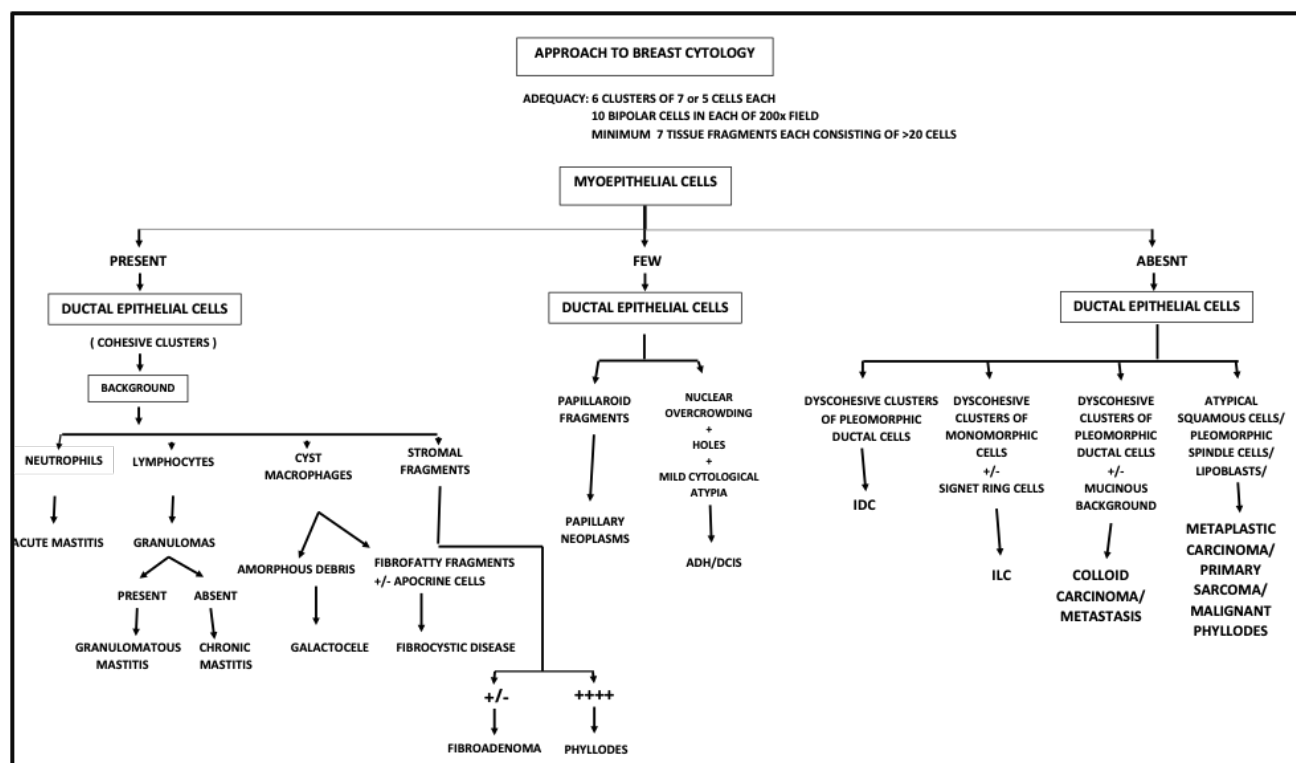 APPROACH TO BREAST CYTOLOGY
ADEQUACY: 6 CLUSTERS OF 7 or 5 CELLS EACH
10 BIPOLAR CELLS IN EACH OF 200x FIELD
MINIMUM 7 TISSUE FRAGMENTS EACH CONSISTING OF >20 CELLS
MYOEPITHELIAL CELLS
PRESENT
FEW
ABESNT
DUCTAL EPITHELIAL CELLS
DUCTAL EPITHELIAL CELLS
DUCTAL EPITHELIAL CELLS
( COHESIVE CLUSTERS )
BACKGROUND
NEUTROPHILS
LYMPHOCYTES
CYST
MACROPHAGES
STROMAL
FRAGMENTS
ACUTE MASTITIS
GRANULOMAS
PRESENT
ABSENT
GRANULOMATOUS
MASTITIS
CHRONIC
MASTITIS
AMORPHOUS DEBRIS
FIBROFATTY FRAGMENTS
+/- APOCRINE CELLS
GALACTOCELE
FIBROCYSTIC DISEASE
+/-
++++
FIBROADENOMA
PHYLLODES
PAPILLAROID
FRAGMENTS
PAPILLARY
NEOPLASMS
NUCLEAR
OVERCROWDING
+
HOLES
+
MILD CYTOLOGICAL
ATYPIA
ADH/DCIS
DYSCOHESIVE CLUSTERS
OF PLEOMORPHIC
DUCTAL CELLS
IDC
DYSCOHESIVE
CLUSTERS OF
MONOMORPHIC
CELLS
+/-
SIGNET RING CELLS
ILC
DYSCOHESIVE
CLUSTERS OF
PLEOMORPHIC
DUCTAL CELLS
+/-
MUCINOUS
BACKGROUND
COLLOID
CARCINOMA/
METASTASIS
ATYPICAL
SQUAMOUS CELLS/
PLEOMORPHIC
SPINDLE CELLS/
LIPOBLASTS/
METAPLASTIC
CARCINOMA/
PRIMARY
SARCOMA/
MALIGNANT
PHYLLODES